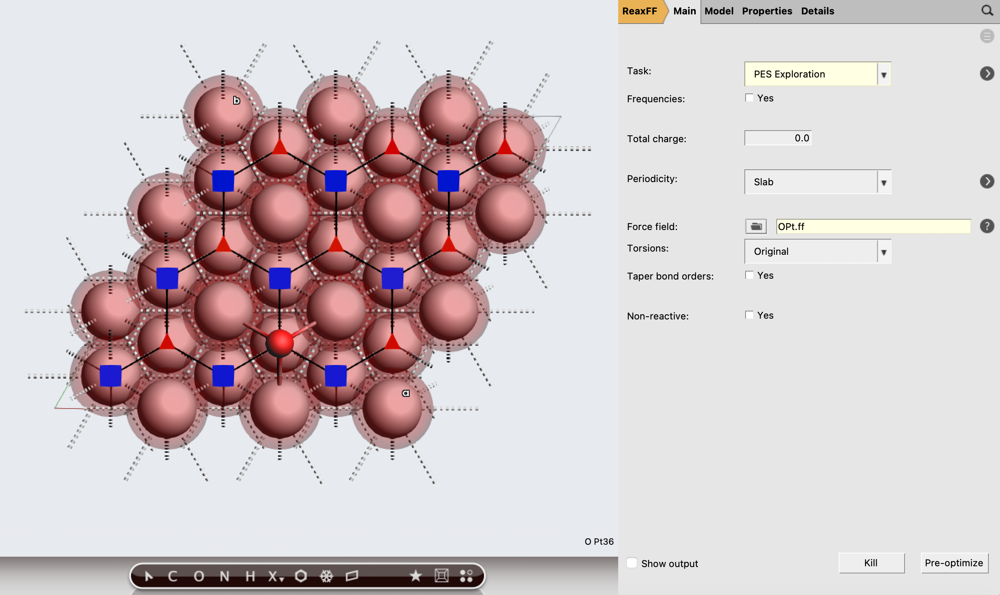 ReaxFF Main Model Properties Details
Task: PES Exploration
Frequencies: Yes
Total charge: 0.0
Periodicity: Slab
Force field: OPt.ff
Torsions: Original
Taper bond orders: Yes
Non-reactive: Yes
b
a
O Pt36
C O N H X
Show output Kill Pre-optimize